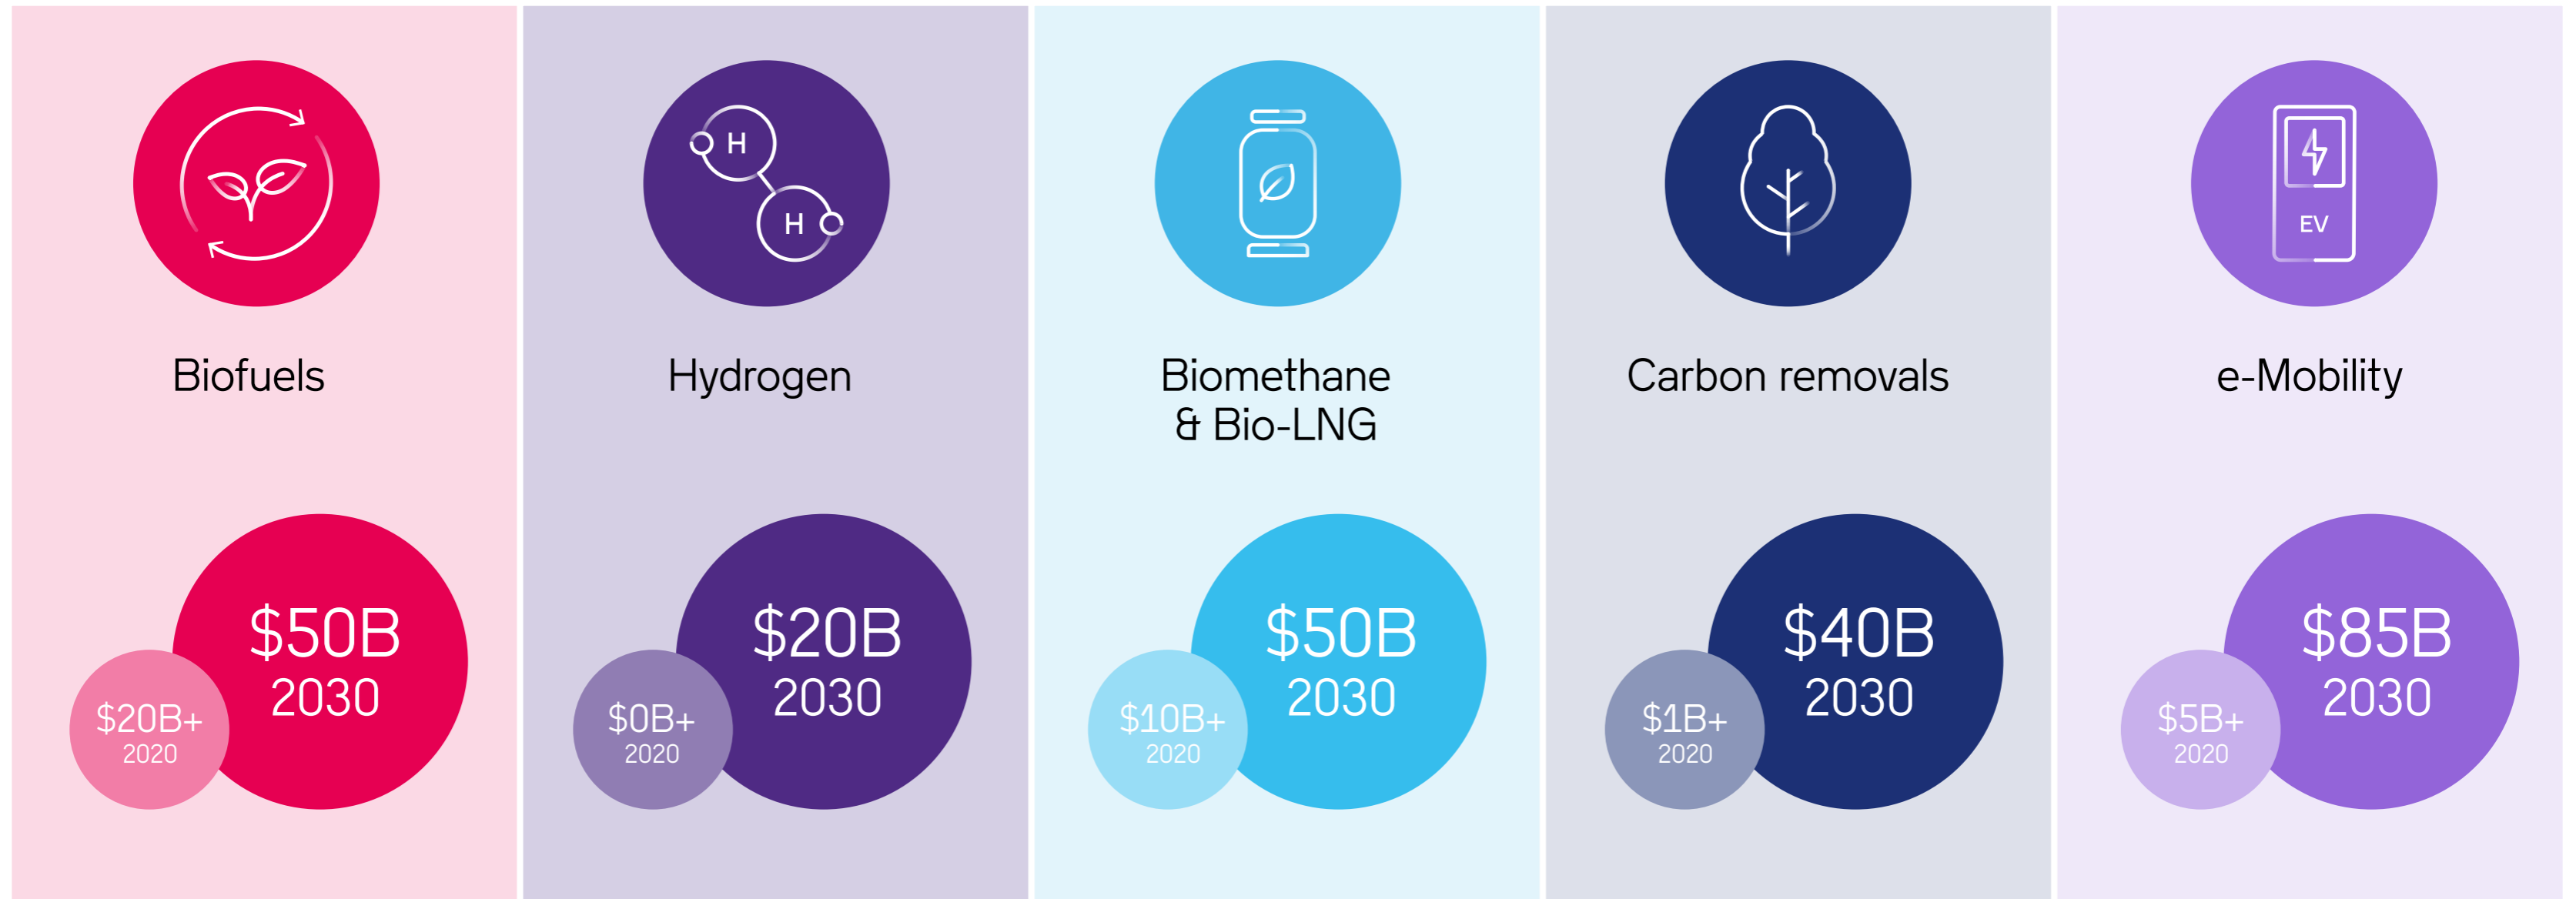 H
H
EV
Biofuels
Hydrogen
Biomethane
& Bio-LNG
Carbon removals
e-Mobility
$50B
2030
$20B+
2020
$20B
2030
$0B+
2020
$50B
2030
$10B+
2020
$40B
2030
$1B+
2020
$85B
2030
$5B+
2020